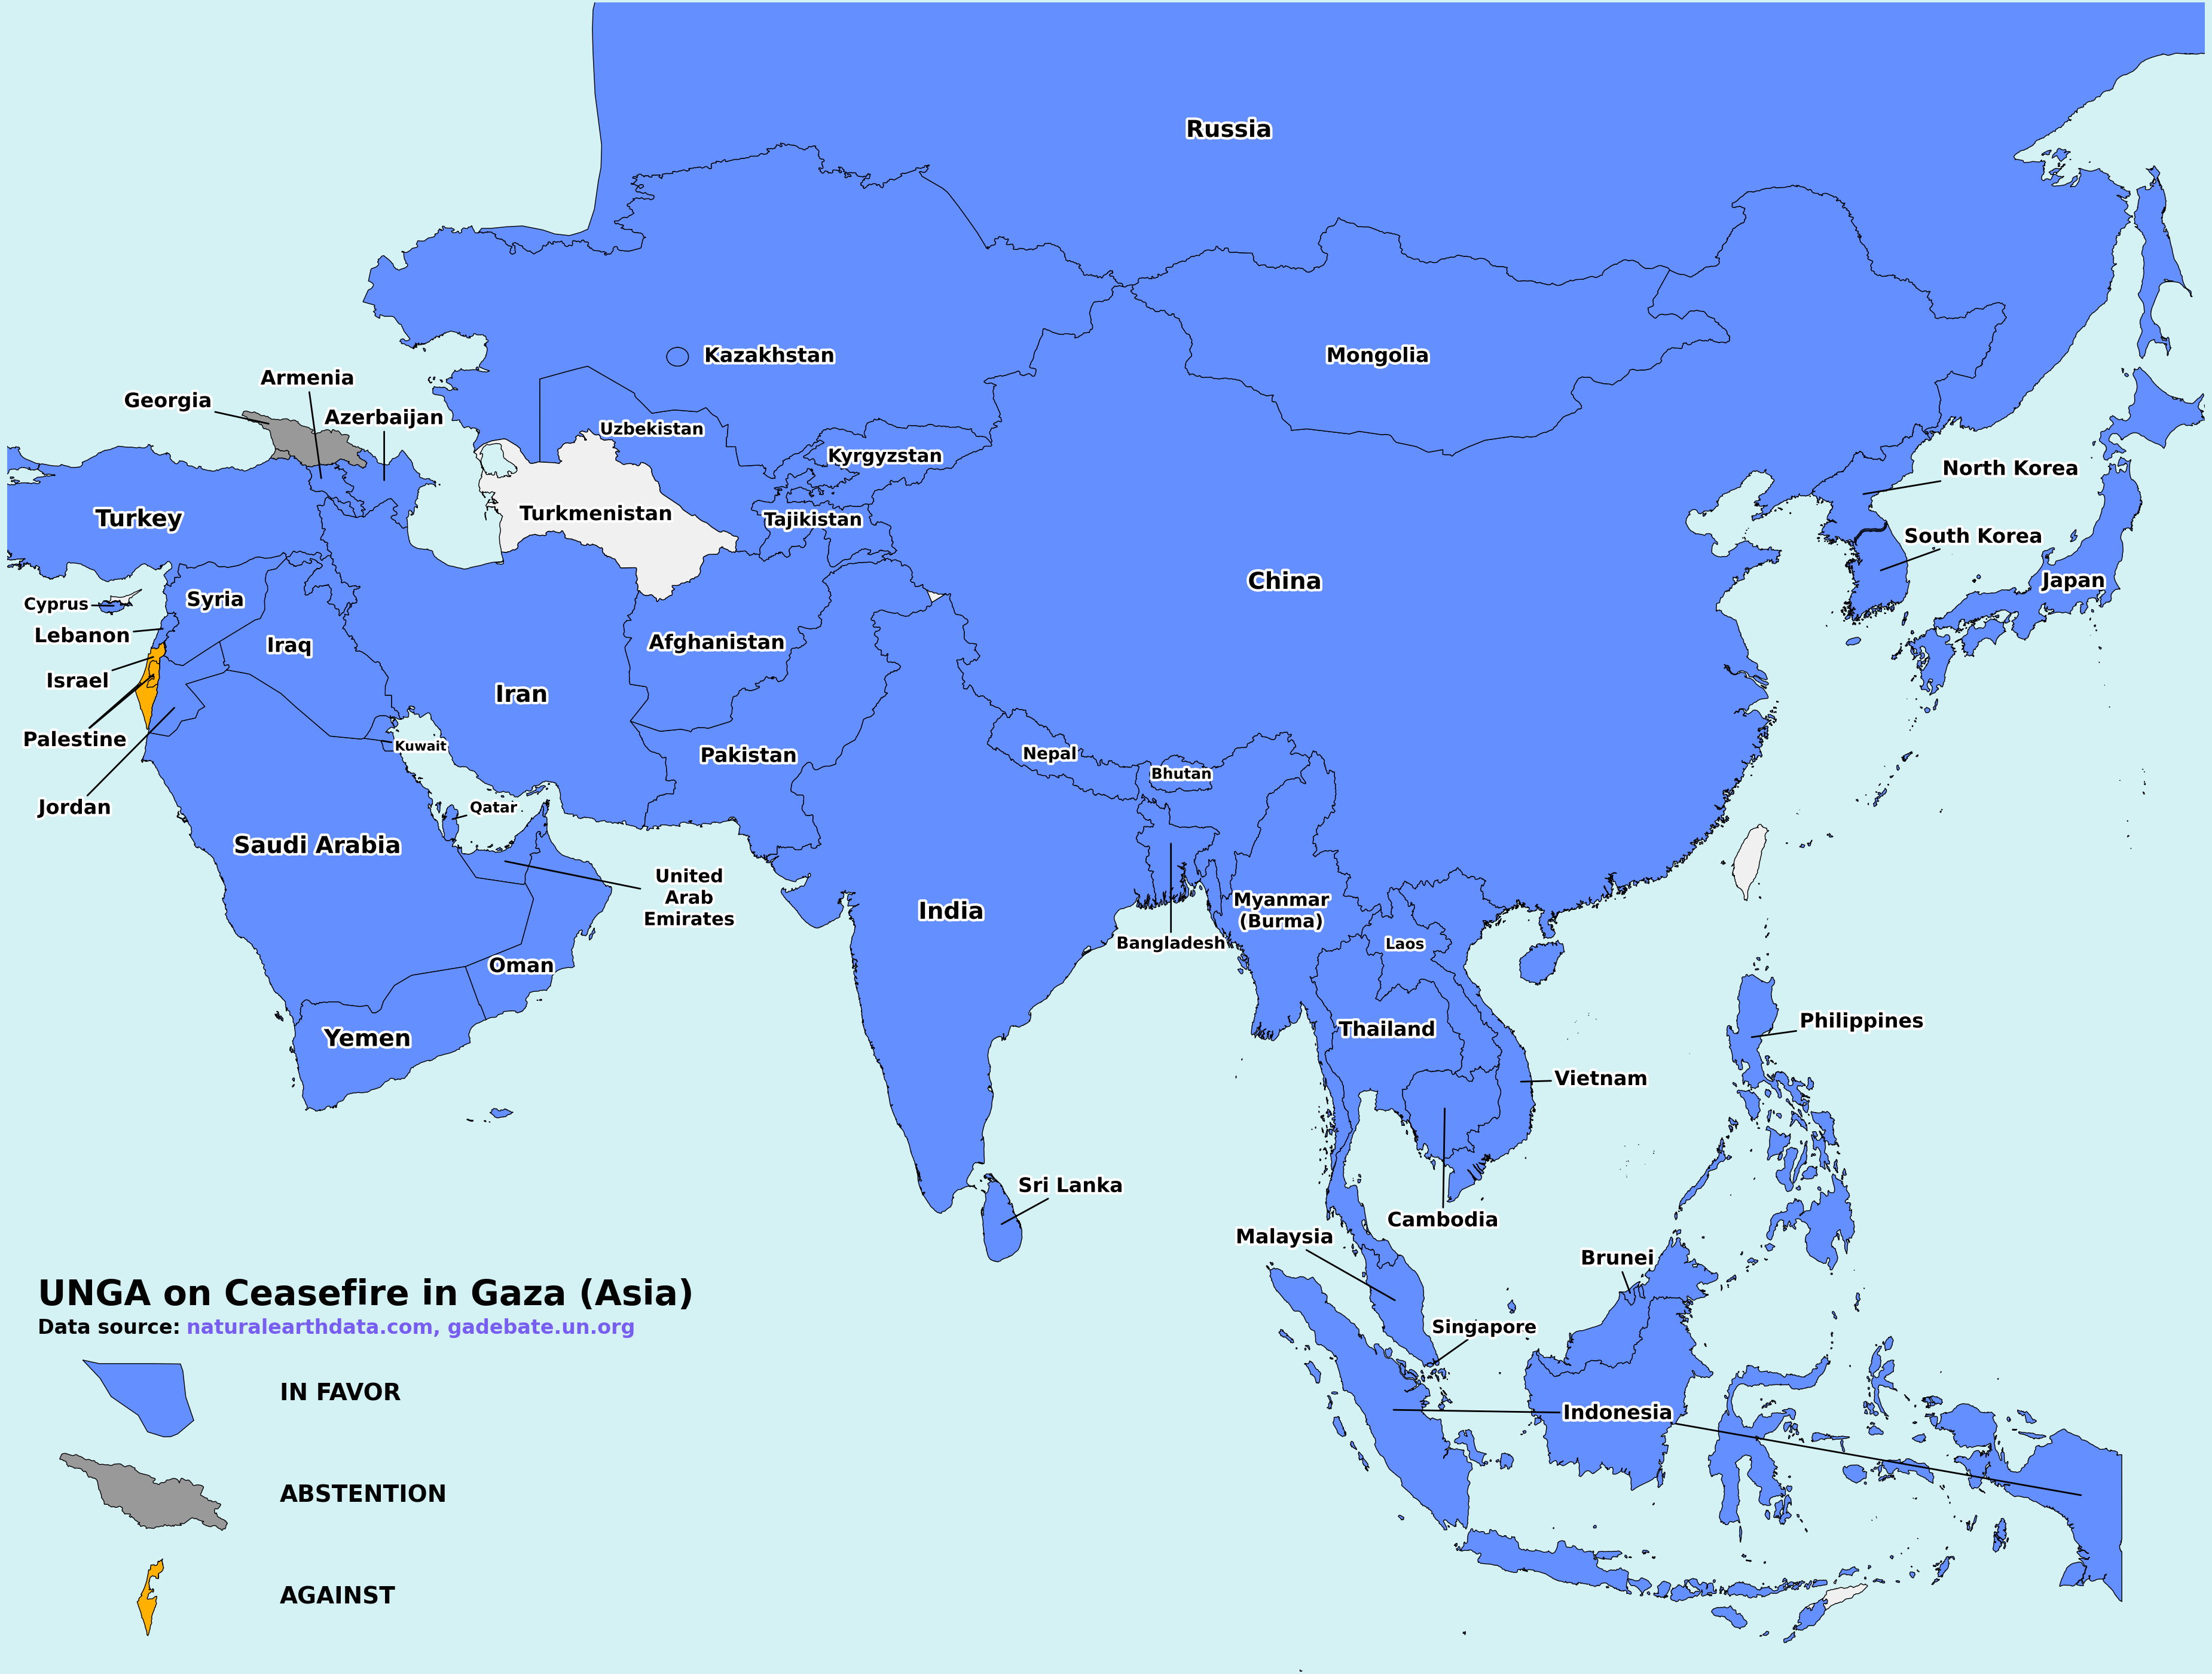 Russia
Kazakhstan
Mongolia
Armenia
Georgia
Azerbaijan
Uzbekistan
Kyrgyzstan
North Korea
Turkey
Turkmenistan
Tajikistan
South Korea
China
Japan
Cyprus
Syria
Lebanon
Iraq
Afghanistan
Israel
Iran
Palestine
Kuwait
Pakistan
Nepal
Bhutan
Jordan
Qatar
Saudi Arabia
United
Arab
Emirates
India
Myanmar
(Burma)
Bangladesh
Laos
Oman
Yemen
Thailand
Philippines
Vietnam
Sri Lanka
Cambodia
Malaysia
Brunei
Singapore
Indonesia
UNGA on Ceasefire in Gaza (Asia)
Data source: naturalearthdata.com, gadebate.un.org
IN FAVOR
ABSTENTION
AGAINST